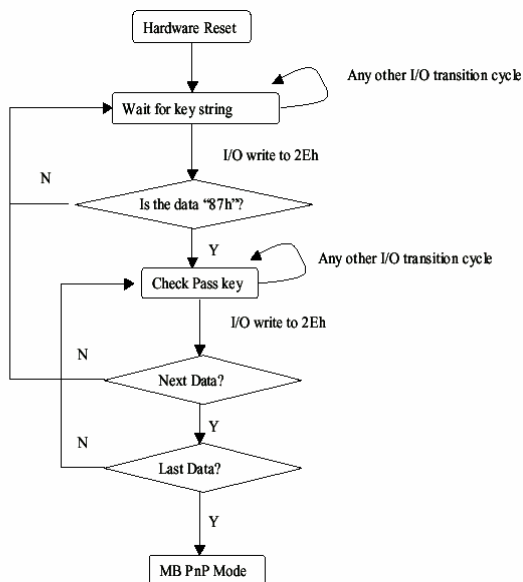 Hardware Reset
Any other I/O transition cycle
Wait for key string
I/O write to 2Eh
N
Is the data “87h”?
Y
Any other I/O transition cycle
Check Pass key
I/O write to 2Eh
N
Next Data?
Y
N
Last Data?
Y
MB PnP Mode